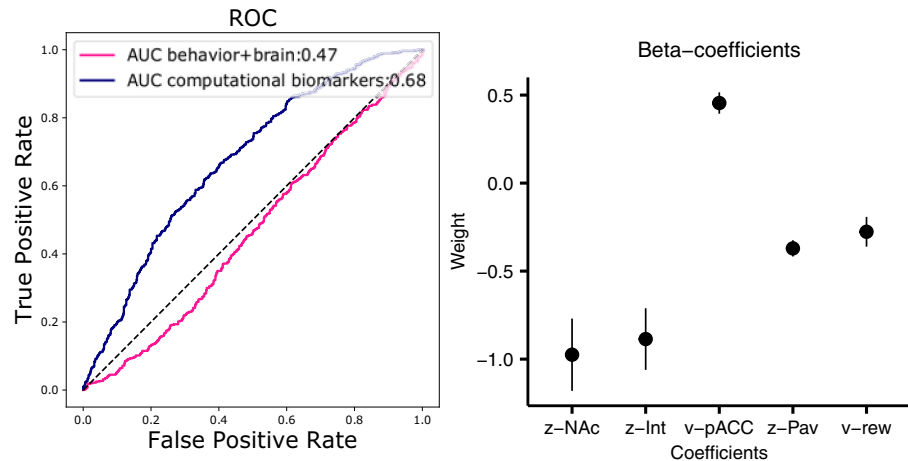 ROC
AUC behavior+brain:0.47
AUC computational biomarkers:0.68
True Positive Rate
1.0
0.8
0.6
0.4
0.2
0.0
0.0 0.2 0.4 0.6 0.8 1.0
False Positive Rate
Beta−coefficients
Weight
0.5
0.0
−0.5
−1.0
z−NAc z−Int v−pACC z−Pav v−rew
Coefficients